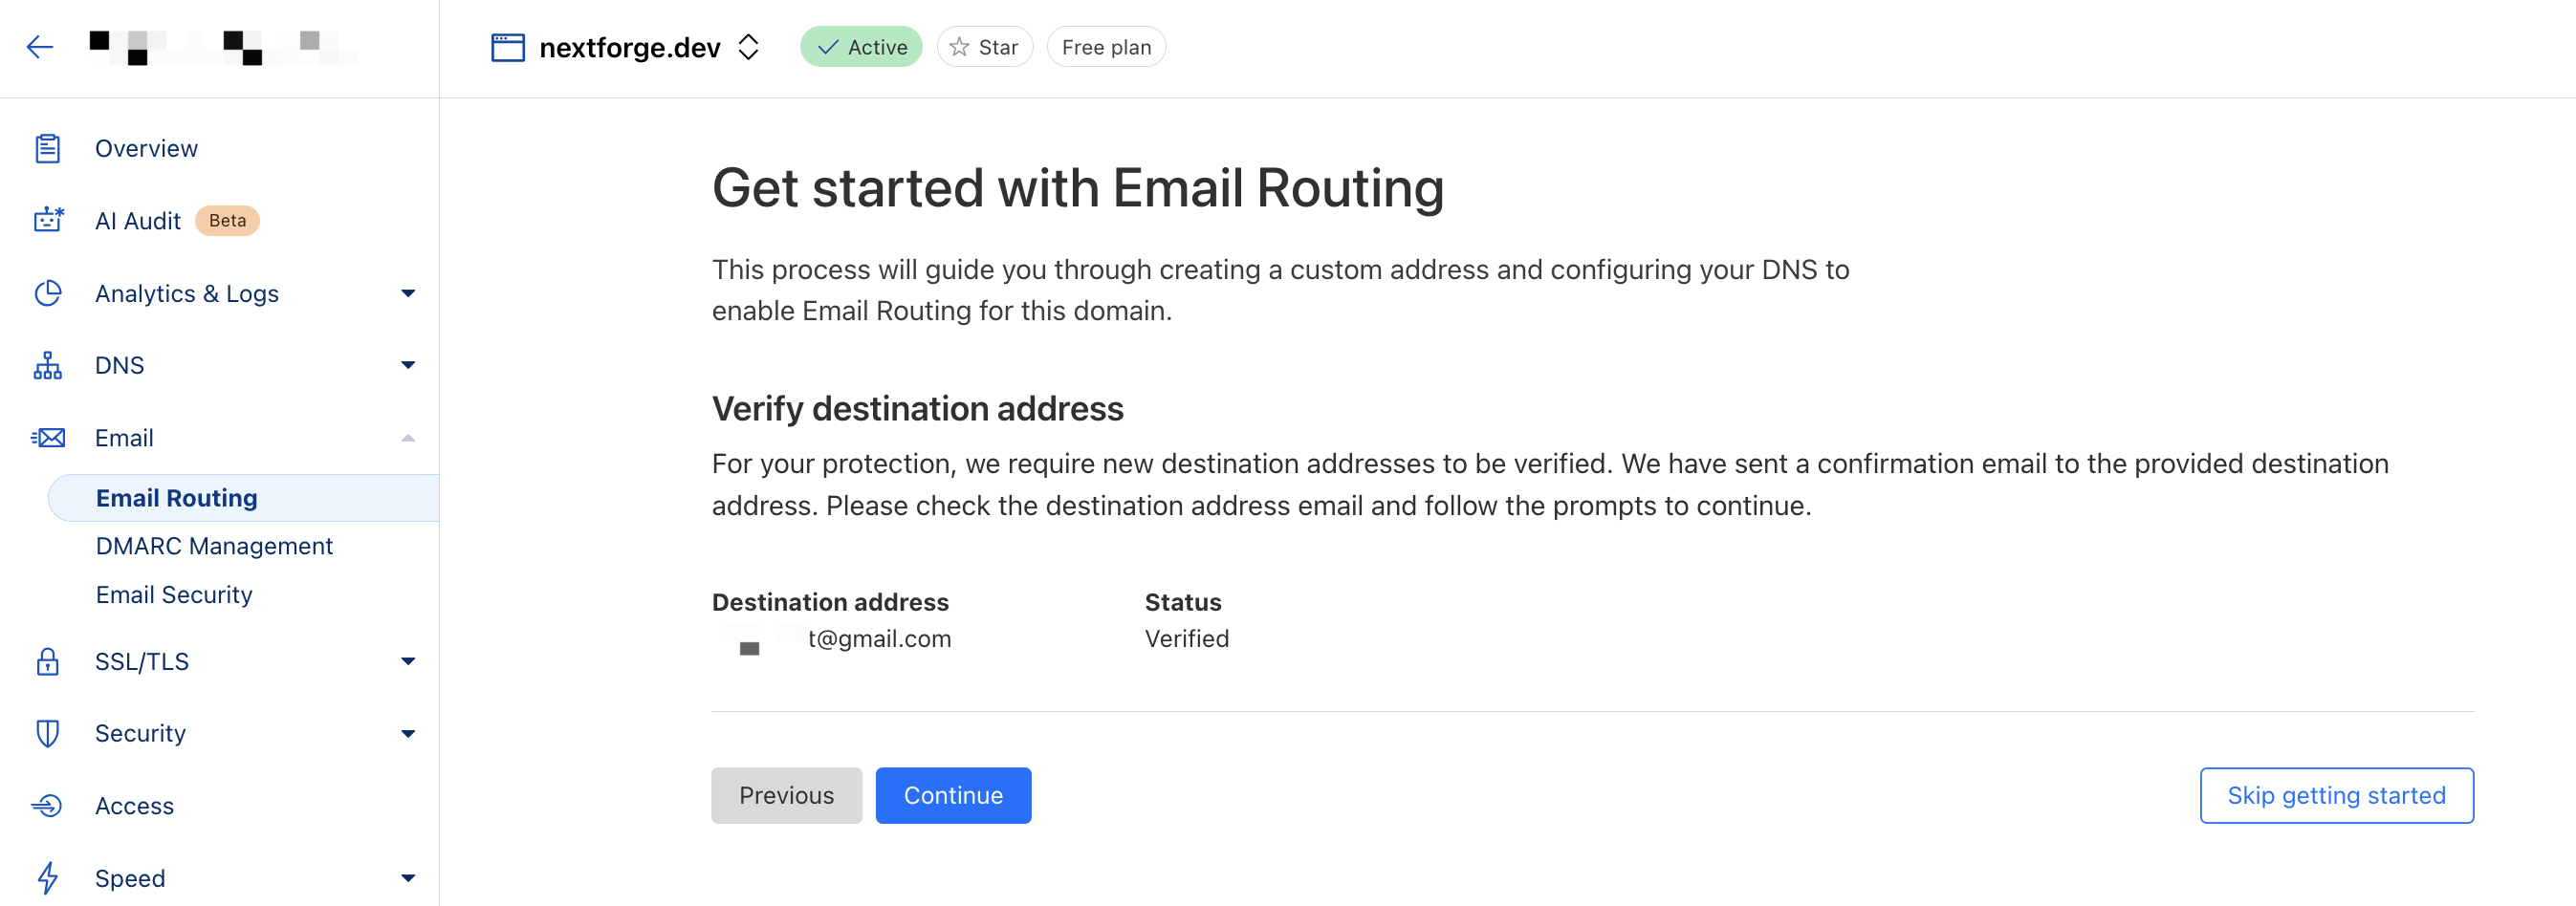 nextforge.dev
Active
Star
Free plan
Overview
AI Audit Beta
Analytics & Logs
DNS
Email
Email Routing
DMARC Management
Email Security
SSL/TLS
Security
Access
Speed
Get started with Email Routing
This process will guide you through creating a custom address and configuring your DNS to
enable Email Routing for this domain.
Verify destination address
For your protection, we require new destination addresses to be verified. We have sent a confirmation email to the provided destination
address. Please check the destination address email and follow the prompts to continue.
Destination address
t@gmail.com
Status
Verified
Previous
Continue
Skip getting started